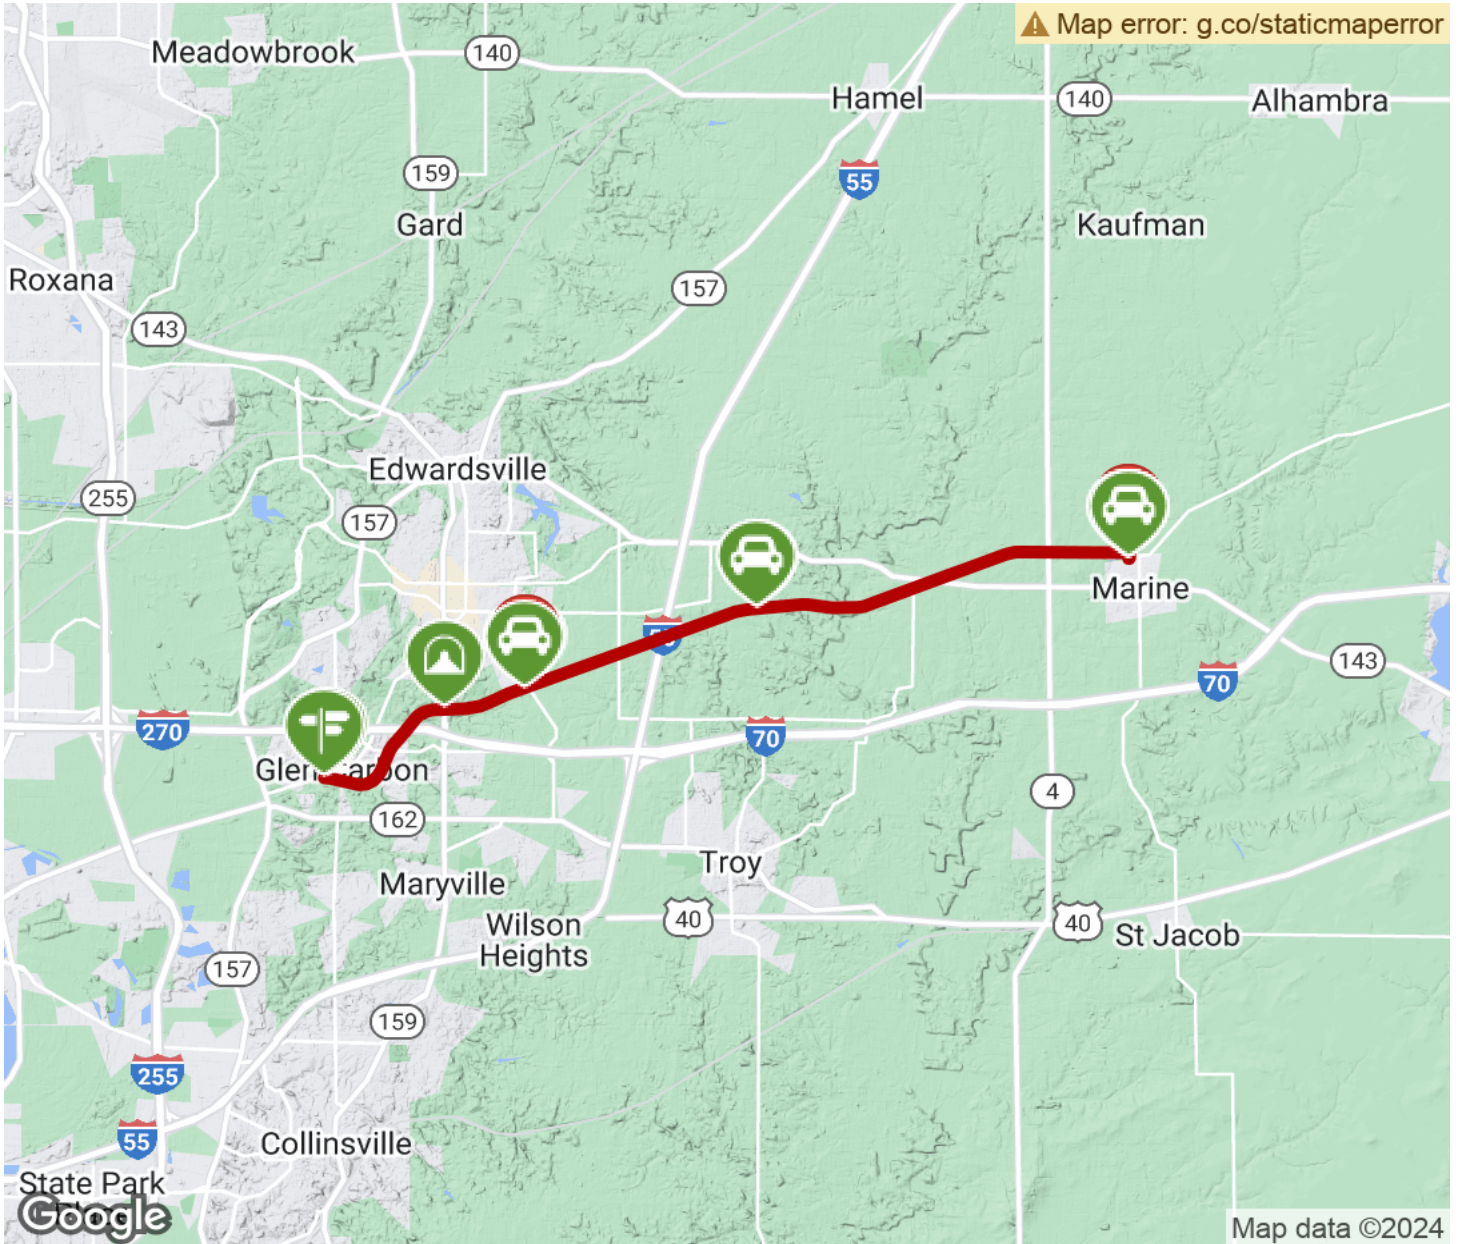 Map error: g.co/staticmaperror
Meadowbrook
140
Hamel
140
Alhambra
159
55
Gard
Kaufman
Roxana
157
143
Edwardsville
255
157
Marine
270
Glen Carbon
70
70
143
162
4
Troy
Maryville
40
40
Wilson
Heights
St Jacob
157
159
255
55
Collinsville
State Park
Google
Map data ©2024